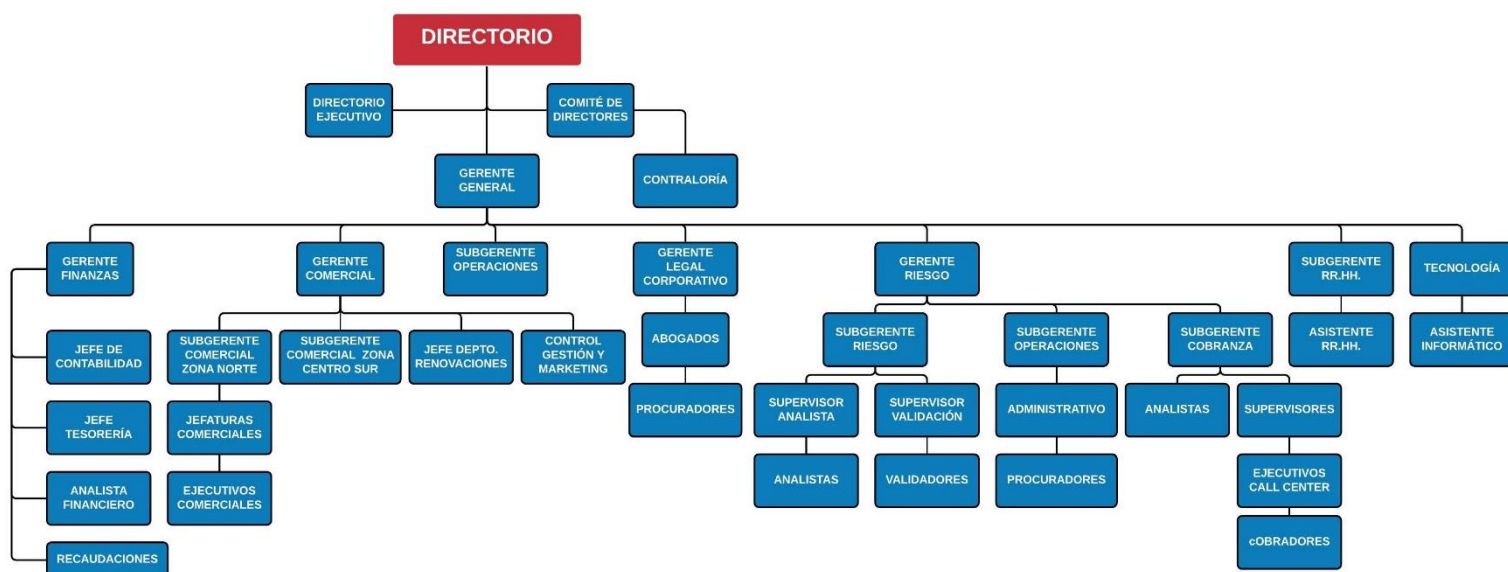 DIRECTORIO
DIRECTORIO
EJECUTIVO
COMITÉ DE
DIRECTORES
GERENTE
GENERAL
CONTRALORÍA
GERENTE
FINANZAS
GERENTE
COMERCIAL
SUBGERENTE
OPERACIONES
GERENTE
LEGAL
CORPORATIVO
GERENTE
RIESGO
SUBGERENTE
RR.HH.
TECNOLOGÍA
JEFE DE
CONTABILIDAD
SUBGERENTE
COMERCIAL
ZONA NORTE
SUBGERENTE
COMERCIAL ZONA
CENTRO SUR
JEFE DEPTO.
RENOVACIONES
CONTROL
GESTIÓN Y
MARKETING
ABOGADOS
SUBGERENTE
RIESGO
SUBGERENTE
OPERACIONES
SUBGERENTE
COBRANZA
ASISTENTE
RR.HH.
ASISTENTE
INFORMÁTICO
JEFE
TESORERÍA
JEFATURAS
COMERCIALES
PROCURADORES
SUPERVISOR
ANALISTA
SUPERVISOR
VALIDACIÓN
ADMINISTRATIVO
ANALISTAS
SUPERVISORES
ANALISTA
FINANCIERO
EJECUTIVOS
COMERCIALES
ANALISTAS
VALIDADORES
PROCURADORES
EJECUTIVOS
CALL CENTER
RECAUDACIONES
cOBRADORES